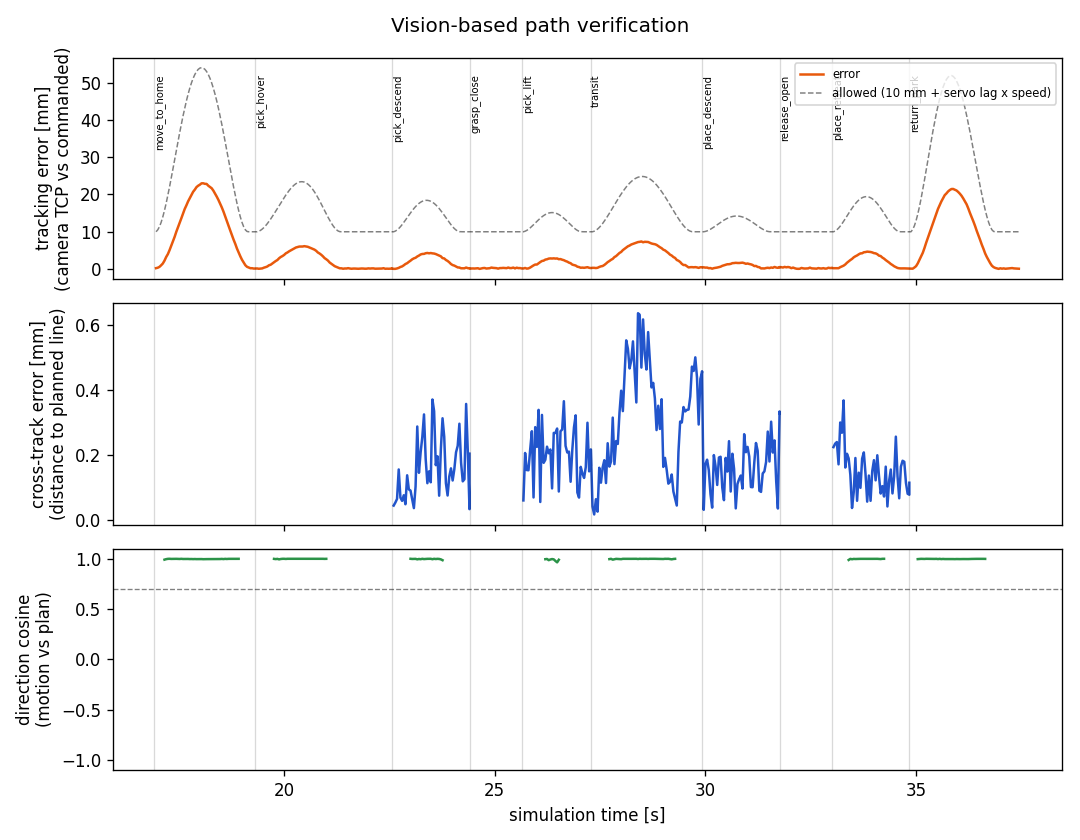 Vision-based path verification
tracking error [mm]
(camera TCP vs commanded)
50
40
30
20
10
0
move_to_home
pick_hover
pick_descend
grasp_close
pick_lift
transit
place_descend
release_open
error
allowed (10 mm + servo lag x speed)
cross-track error [mm]
(distance to planned line)
0.6
0.4
0.2
0.0
direction cosine
(motion vs plan)
1.0
0.5
0.0
−0.5
−1.0
20
25
30
35
simulation time [s]